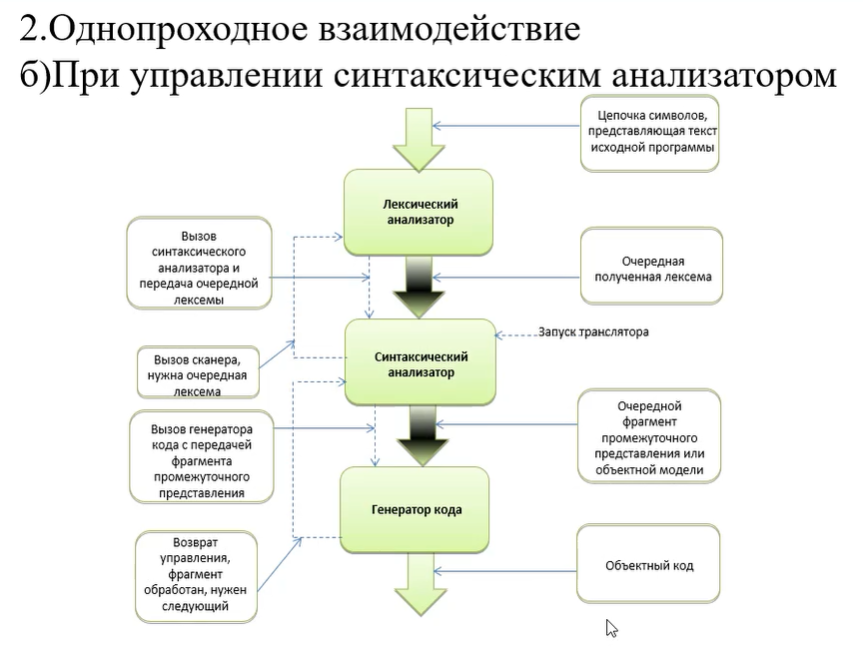 2.Однопроходное взаимодействие
б)При управлении синтаксическим анализатором
Цепочка символов,
представляющая текст
исходной программы
Лексический
анализатор
Вызов
синтаксического
анализатора и
передача очередной
лексемы
Очередная
полученная лексема
Запуск транслятора
Синтаксический
анализатор
Вызов сканера,
нужна очередная
лексема
Очередной
фрагмент
промежуточного
представления или
объектной модели
Вызов генератора
кода с передачей
фрагмента
промежуточного
представления
Генератор кода
Возврат
управления,
фрагмент
обработан, нужен
следующий
Объектный код